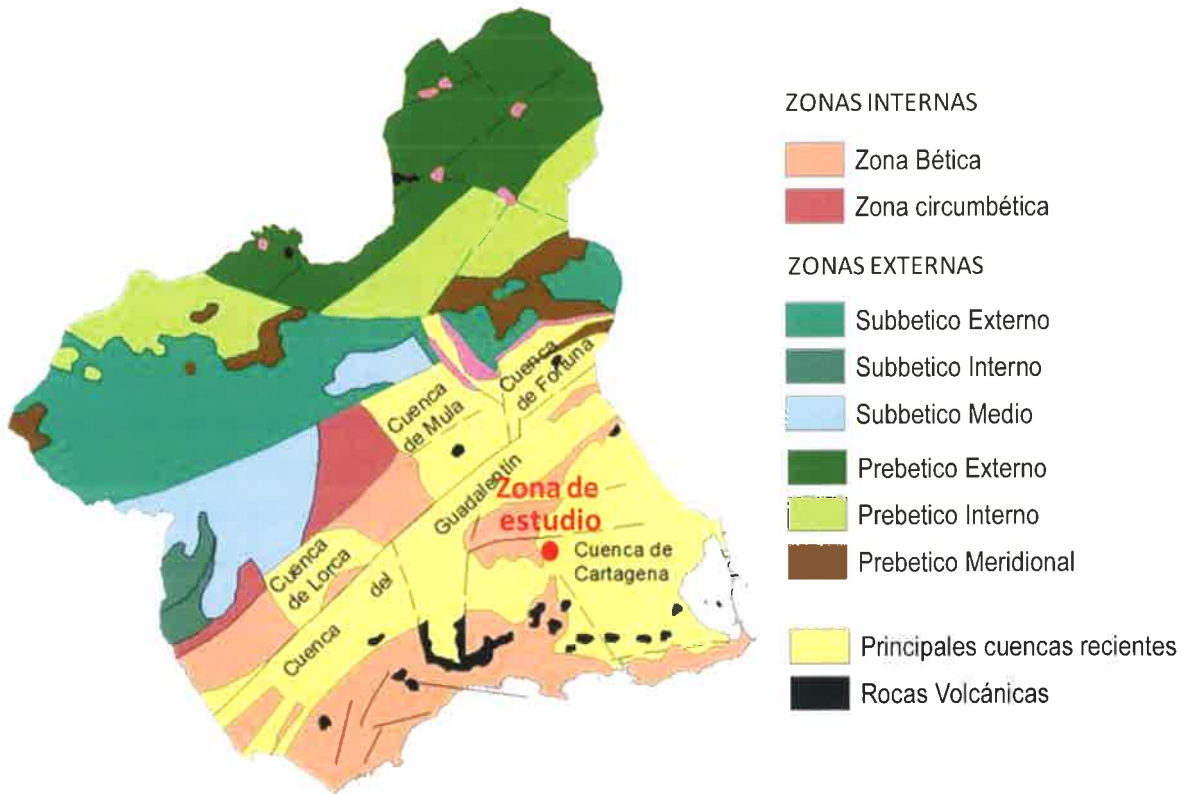 ZONAS INTERNAS
Zona Bética
Zona circumbética
ZONAS EXTERNAS
Subbetico Externo
Subbetico Interno
Subbetico Medio
Prebetico Externo
Prebetico Interno
Prebetico Meridional
Principales cuencas recientes
Rocas Volcánicas
Cuenca
de Mula
Cuenca
de Fortuna
Guadalentín
Zona de
estudio
Cuenca de
Cartagena
Cuenca
de Lorca
del
Cuenca